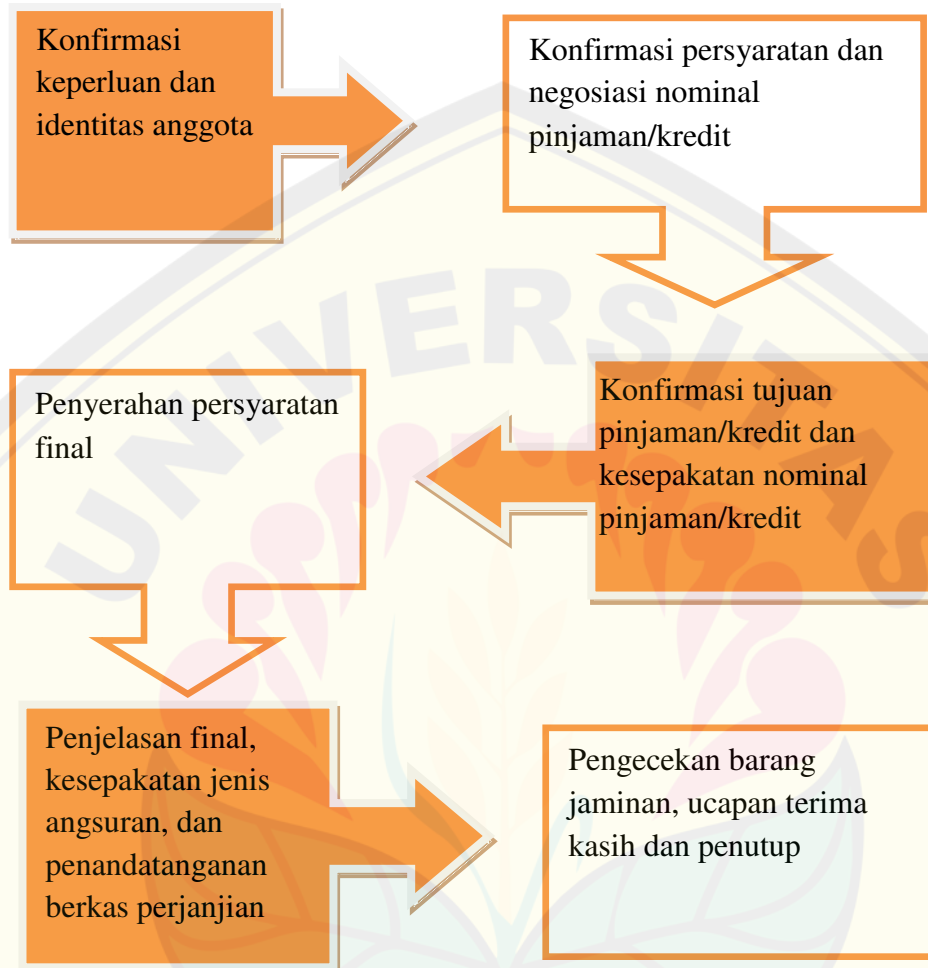 Konfirmasi
keperluan dan
identitas anggota
Konfirmasi persyaratan dan
negosiasi nominal
pinjaman/kredit
Konfirmasi tujuan
pinjaman/kredit dan
kesepakatan nominal
pinjaman/kredit
Penyerahan persyaratan
final
Penjelasan final,
kesepakatan jenis
angsuran, dan
penandatanganan
berkas perjanjian
Pengecekan barang
jaminan, ucapan terima
kasih dan penutup
UNIVERSITAS